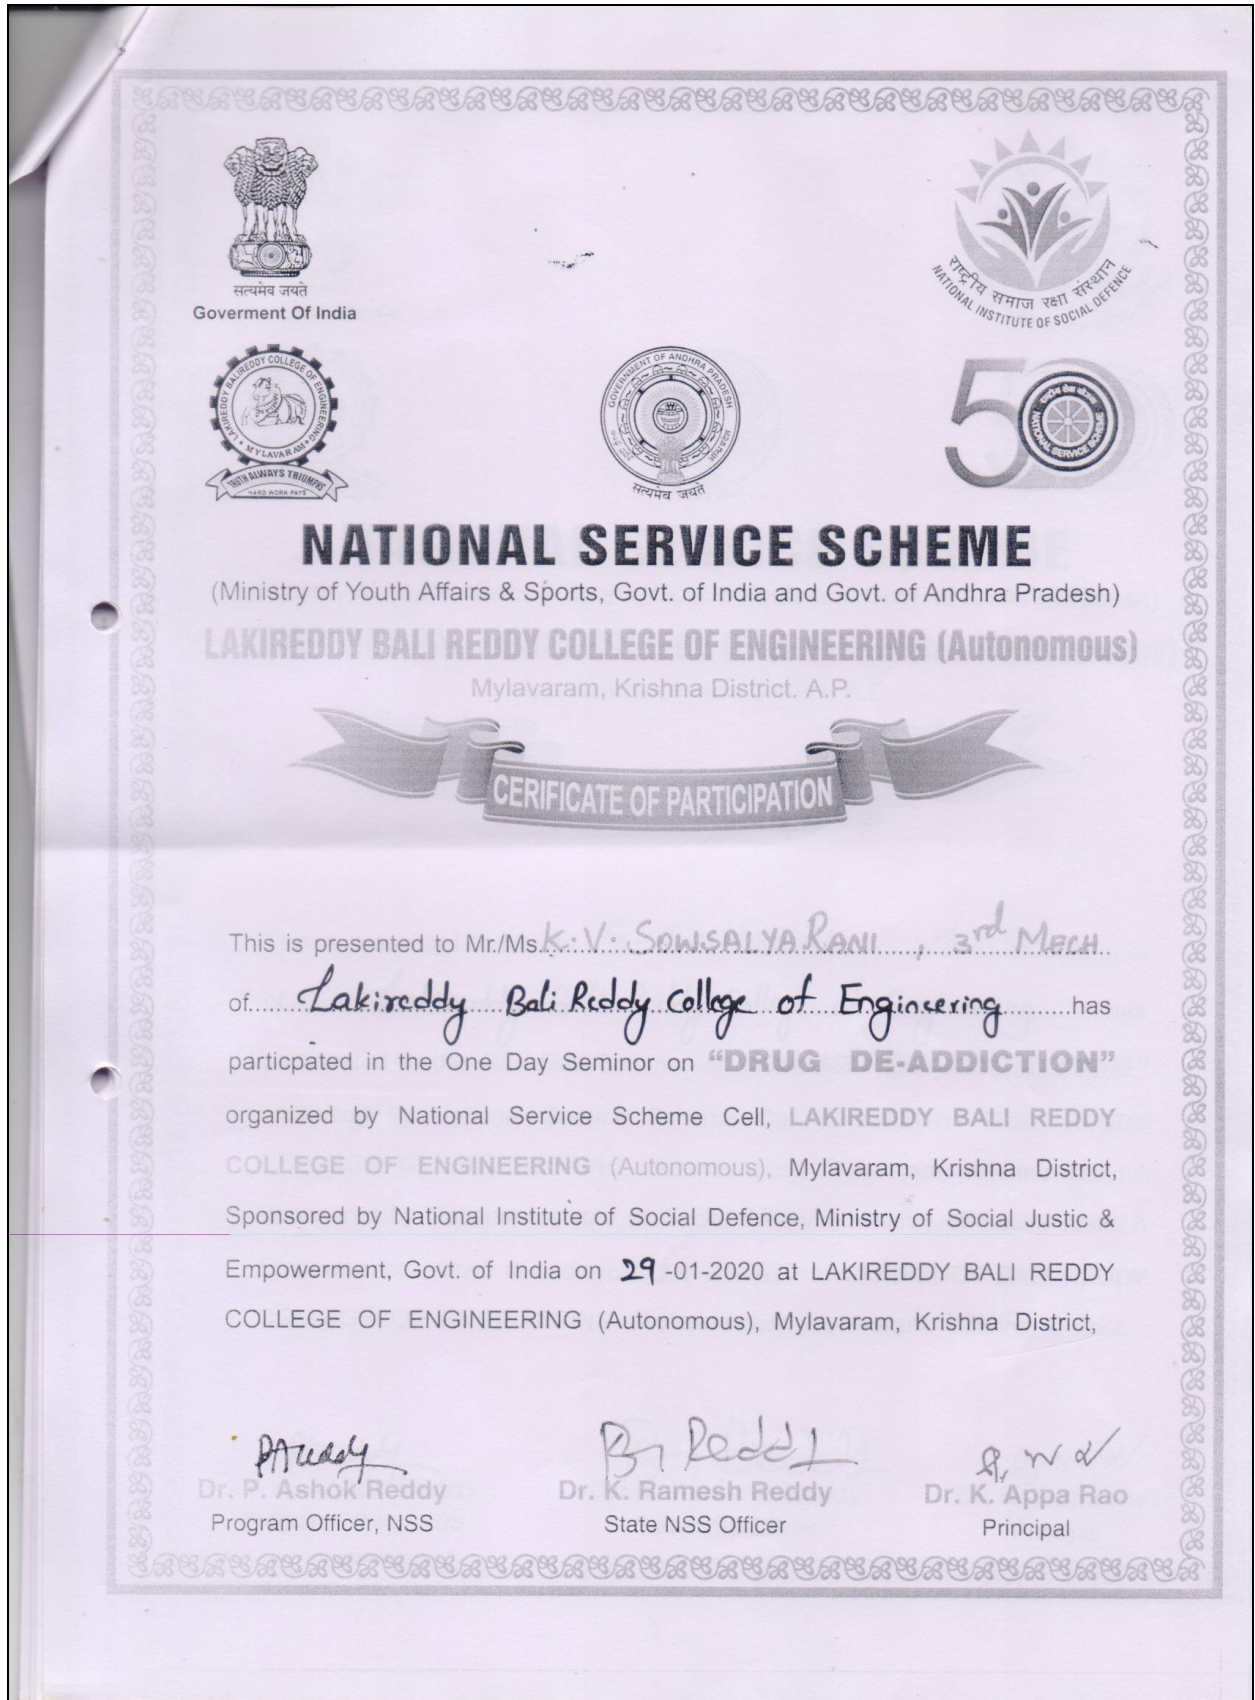 सत्यमेव जयते
Goverment Of India
राष्ट्रीय समाज रक्षा संस्थान
NATIONAL INSTITUTE OF SOCIAL DEFENCE
LAKIREDDY BALIREDDY COLLEGE OF ENGINEERING
MYLAVARAM
TRUTH ALWAYS TRIUMPHS
HARD WORK PAYS
GOVERNMENT OF ANDHRA PRADESH
सत्यमेव जयते
50
NATIONAL SERVICE SCHEME
NATIONAL SERVICE SCHEME
(Ministry of Youth Affairs & Sports, Govt. of India and Govt. of Andhra Pradesh)
LAKIREDDY BALI REDDY COLLEGE OF ENGINEERING (Autonomous)
Mylavaram, Krishna District. A.P.
CERIFICATE OF PARTICIPATION
This is presented to Mr./Ms. K. V. SOWSALYA RANI , 3rd MECH
of Lakireddy Bali Reddy College of Engineering has
particpated in the One Day Seminor on “DRUG DE-ADDICTION”
organized by National Service Scheme Cell, LAKIREDDY BALI REDDY
COLLEGE OF ENGINEERING (Autonomous), Mylavaram, Krishna District,
Sponsored by National Institute of Social Defence, Ministry of Social Justic &
Empowerment, Govt. of India on 29-01-2020 at LAKIREDDY BALI REDDY
COLLEGE OF ENGINEERING (Autonomous), Mylavaram, Krishna District,
PAReddy
Dr. P. Ashok Reddy
Program Officer, NSS
Dr. K. Ramesh Reddy
State NSS Officer
Dr. K. Appa Rao
Principal